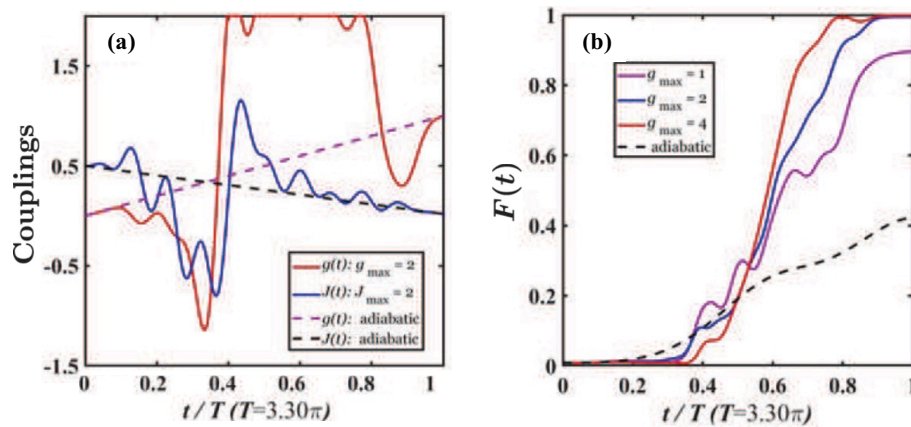 (a)
Couplings
1.5
0.5
-0.5
-1.5
0
0.2
0.4
0.6
0.8
1
t / T (T=3.30π)
g(t): g max = 2
J(t): J max = 2
g(t): adiabatic
J(t): adiabatic
(b)
F(t)
1
0.8
0.6
0.4
0.2
0
0
0.2
0.4
0.6
0.8
1
t / T (T=3.30π)
g max = 1
g max = 2
g max = 4
adiabatic